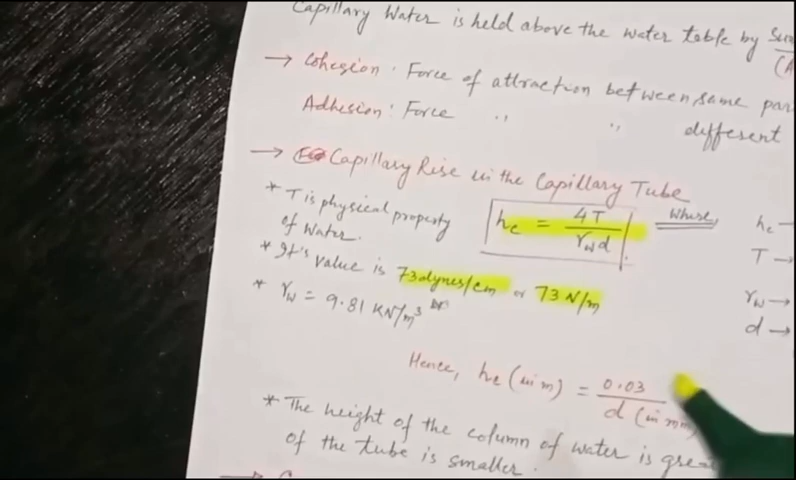 Capillary Water is held above the water table by
→ Cohesion : Force of attraction between same
Adhesion : Force " " different
→ Capillary Rise in the Capillary Tube
* T is physical property of Water.
hc = 4T / γw d where,
hc →
T →
γw →
d →
* It's value is 73 dynes/cm or 73 N/m
* γw = 9.81 KN/m³
Hence, hc (in m) = 0.03 / d (in mm)
* The height of the column of water is
of the tube is smaller.